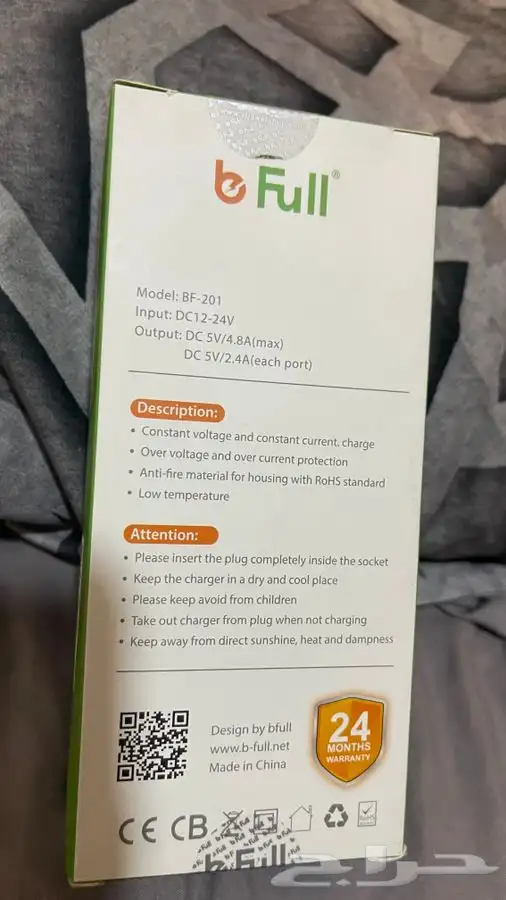 b Full®
Model: BF-201
Input: DC12-24V
Output: DC 5V/4.8A(max)
DC 5V/2.4A(each port)
Description:
• Constant voltage and constant current. charge
• Over voltage and over current protection
• Anti-fire material for housing with RoHS standard
• Low temperature
Attention:
• Please insert the plug completely inside the socket
• Keep the charger in a dry and cool place
• Please keep avoid from children
• Take out charger from plug when not charging
• Keep away from direct sunshine, heat and dampness
Design by bfull
www.b-full.net
Made in China
24
MONTHS
WARRANTY
CE CB
b Full
حراج